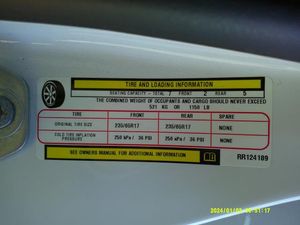 TIRE AND LOADING INFORMATION
SEATING CAPACITY - TOTAL 7 FRONT 2 REAR 5
THE COMBINED WEIGHT OF OCCUPANTS AND CARGO SHOULD NEVER EXCEED
521 KG OR 1150 LB
TIRE FRONT REAR SPARE
ORIGINAL TIRE SIZE 235/65R17 235/65R17 NONE
COLD TIRE INFLATION PRESSURE 250 kPa / 36 PSI 250 kPa / 36 PSI NONE
SEE OWNERS MANUAL FOR ADDITIONAL INFORMATION RR124189